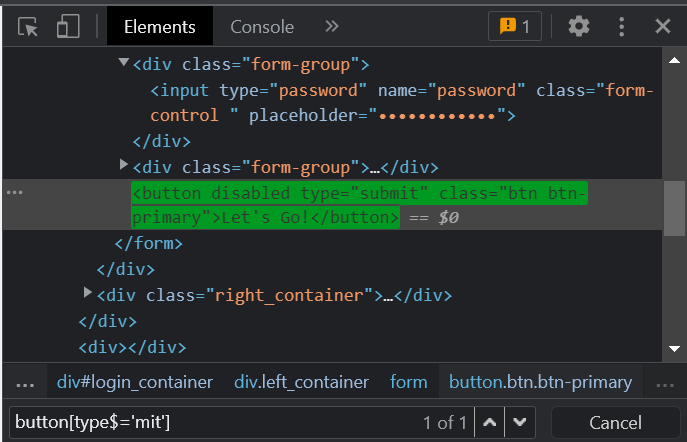 Elements Console » 1
<div class="form-group">
<input type="password" name="password" class="form-
control " placeholder="••••••••••••">
</div>
<div class="form-group">…</div>
… <button disabled type="submit" class="btn btn-
primary">Let's Go!</button> == $0
</form>
</div>
<div class="right_container">…</div>
</div>
<div></div>
... div#login_container div.left_container form button.btn.btn-primary ...
button[type$='mit'] 1 of 1 Cancel